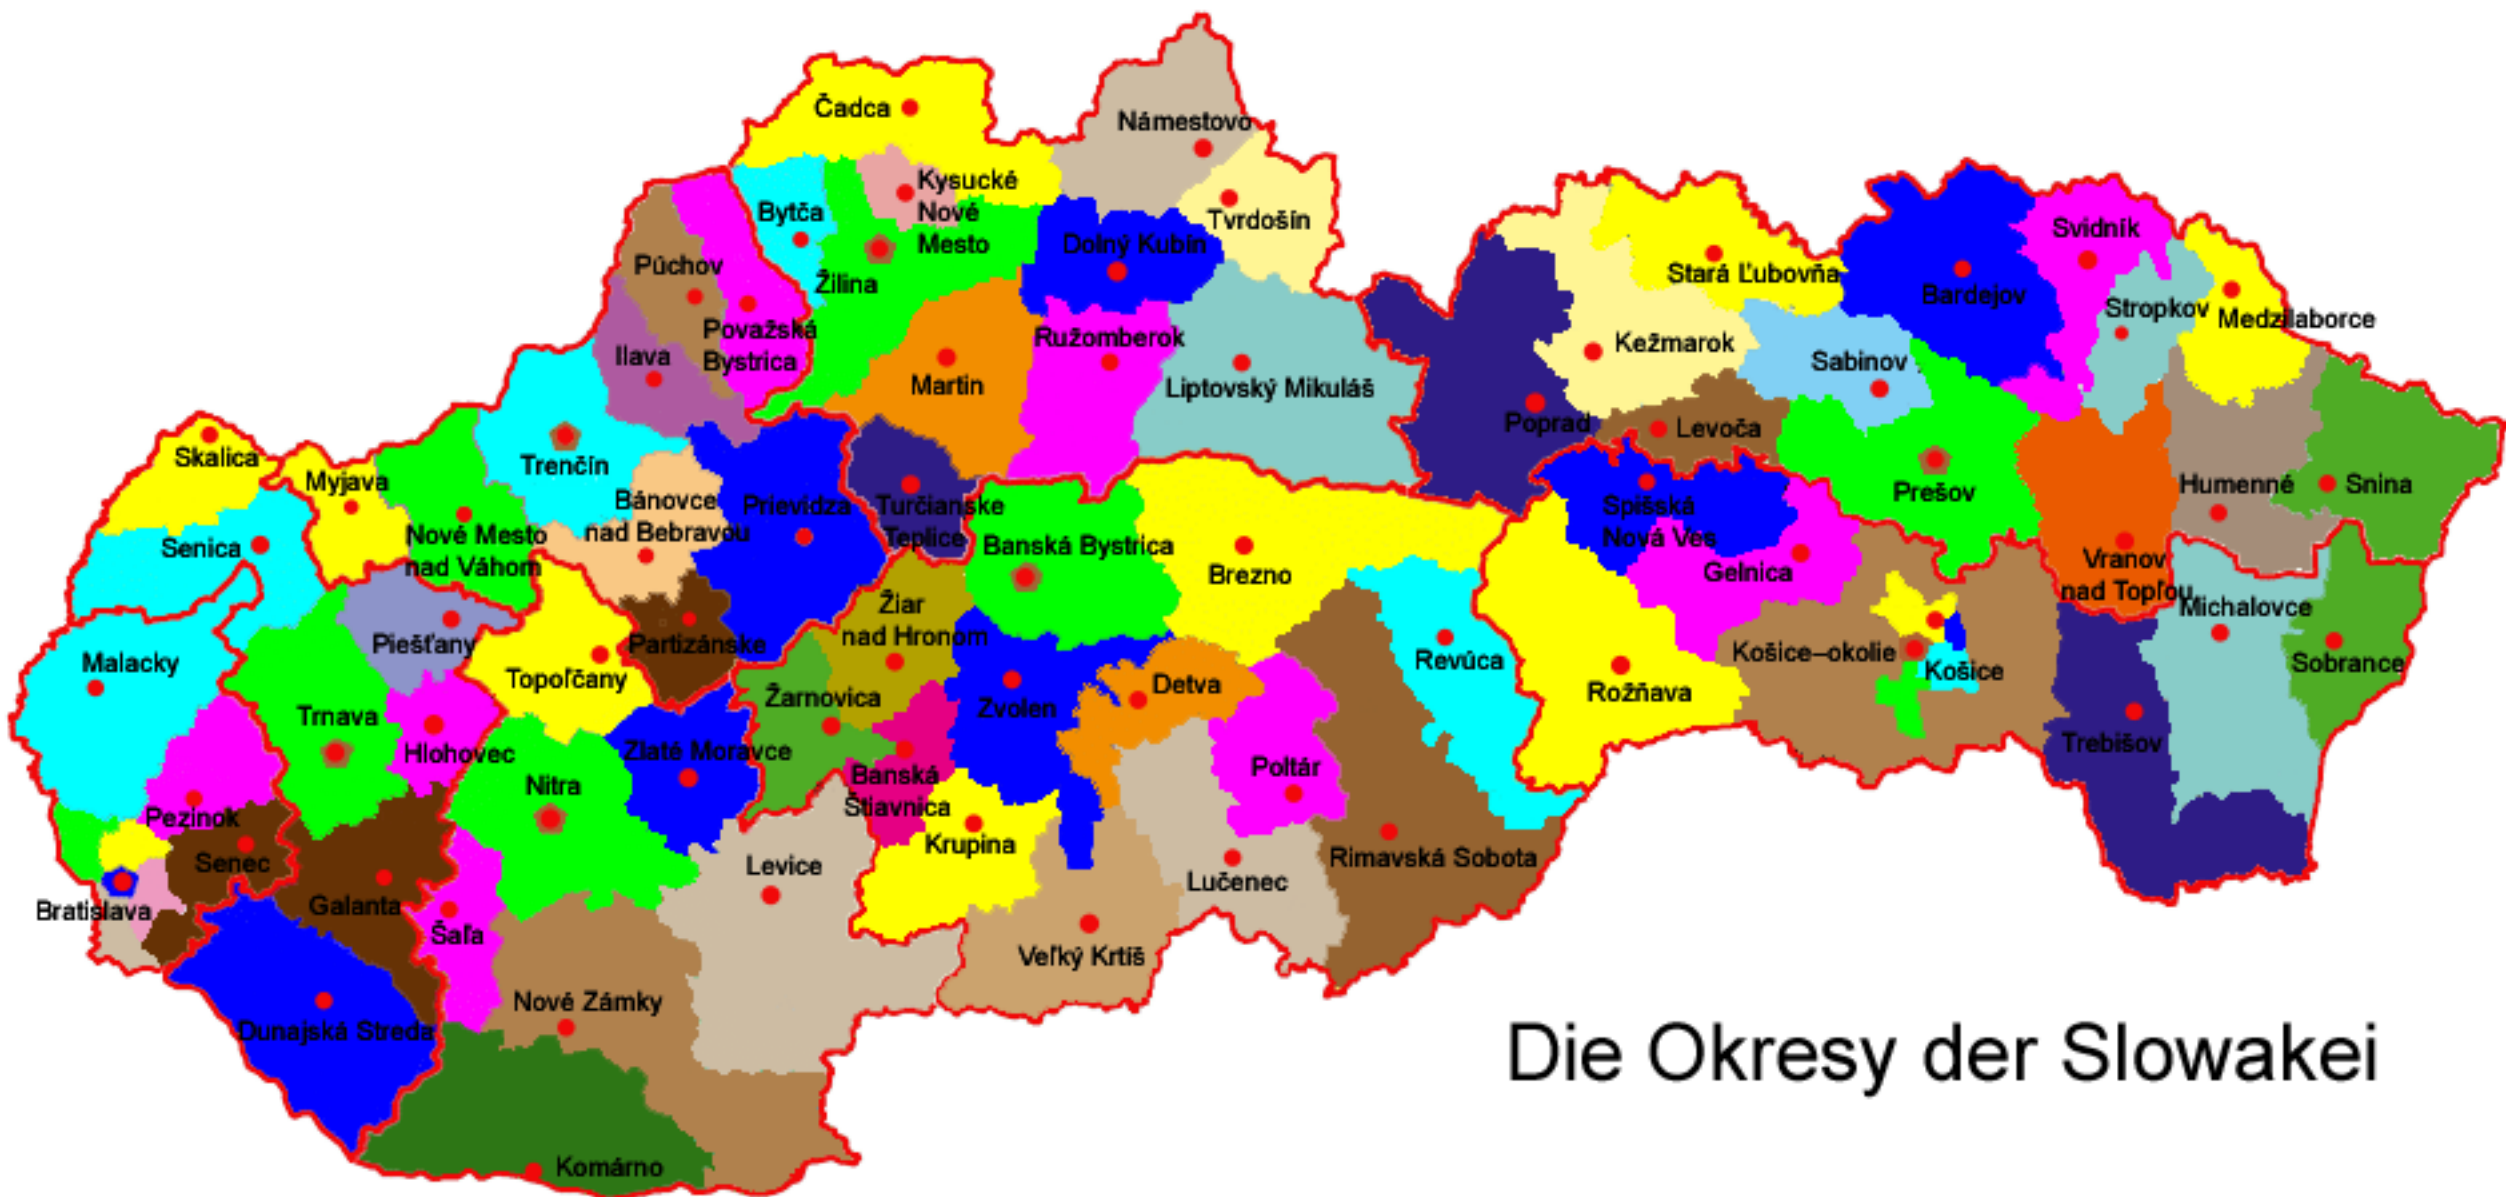 Čadca
Námestovo
Kysucké
Nové
Mesto
Bytča
Tvrdošín
Svidník
Dolný Kubín
Púchov
Stará Ľubovňa
Žilina
Bardejov
Stropkov
Medzilaborce
Považská
Bystrica
Ružomberok
Kežmarok
Ilava
Sabinov
Martin
Liptovský Mikuláš
Poprad
Levoča
Skalica
Trenčín
Myjava
Humenné
Snina
Prešov
Bánovce
nad Bebravou
Prievidza
Turčianske
Teplice
Spišská
Nová Ves
Nové Mesto
nad Váhom
Senica
Banská Bystrica
Brezno
Gelnica
Vranov
nad Topľou
Michalovce
Žiar
nad Hronom
Piešťany
Partizánske
Malacky
Topoľčany
Revúca
Košice–okolie
Košice
Sobrance
Detva
Rožňava
Žarnovica
Zvolen
Trnava
Hlohovec
Zlaté Moravce
Trebišov
Poltár
Banská
Štiavnica
Nitra
Pezinok
Krupina
Senec
Levice
Rimavská Sobota
Lučenec
Bratislava
Galanta
Šaľa
Veľký Krtíš
Nové Zámky
Dunajská Streda
Die Okresy der Slowakei
Komárno